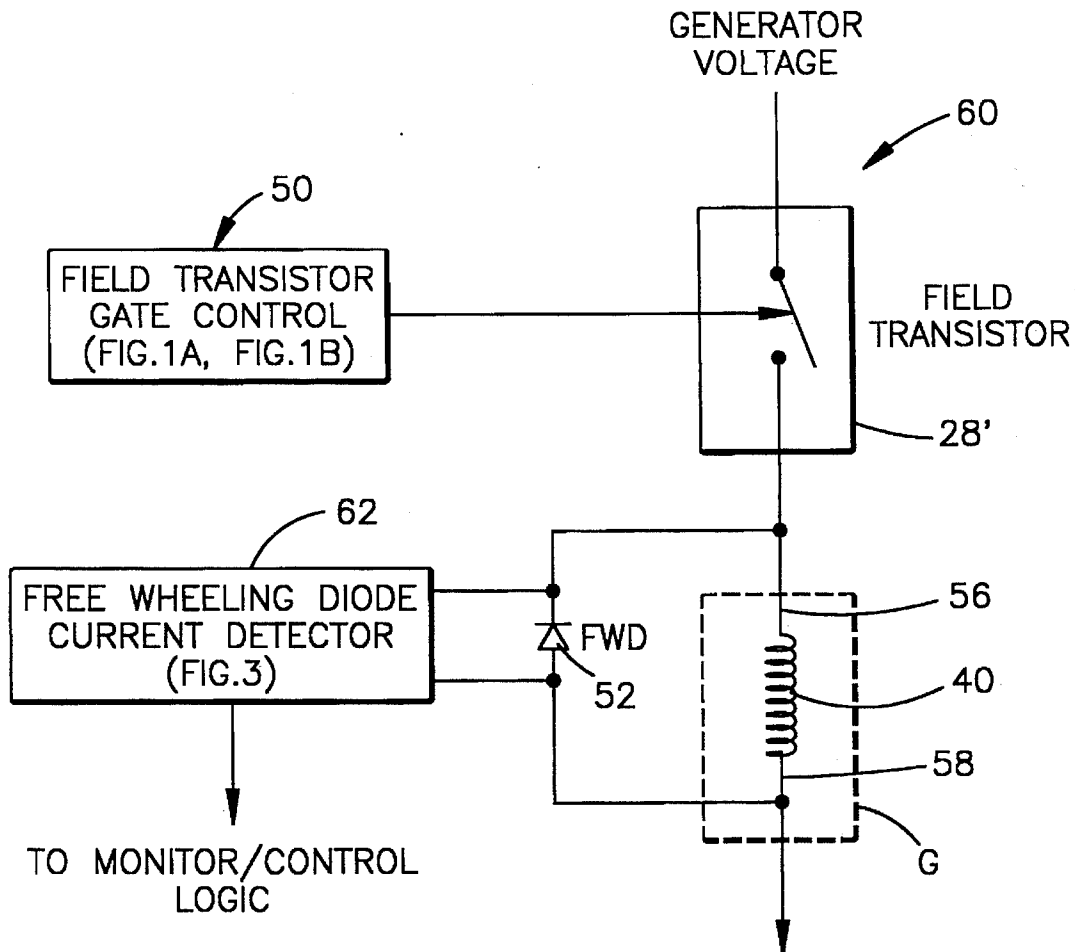 GENERATOR
VOLTAGE
60
50
FIELD TRANSISTOR
GATE CONTROL
(FIG.1A, FIG.1B)
FIELD
TRANSISTOR
28'
62
FREE WHEELING DIODE
CURRENT DETECTOR
(FIG.3)
FWD
52
56
40
58
G
TO MONITOR/CONTROL
LOGIC